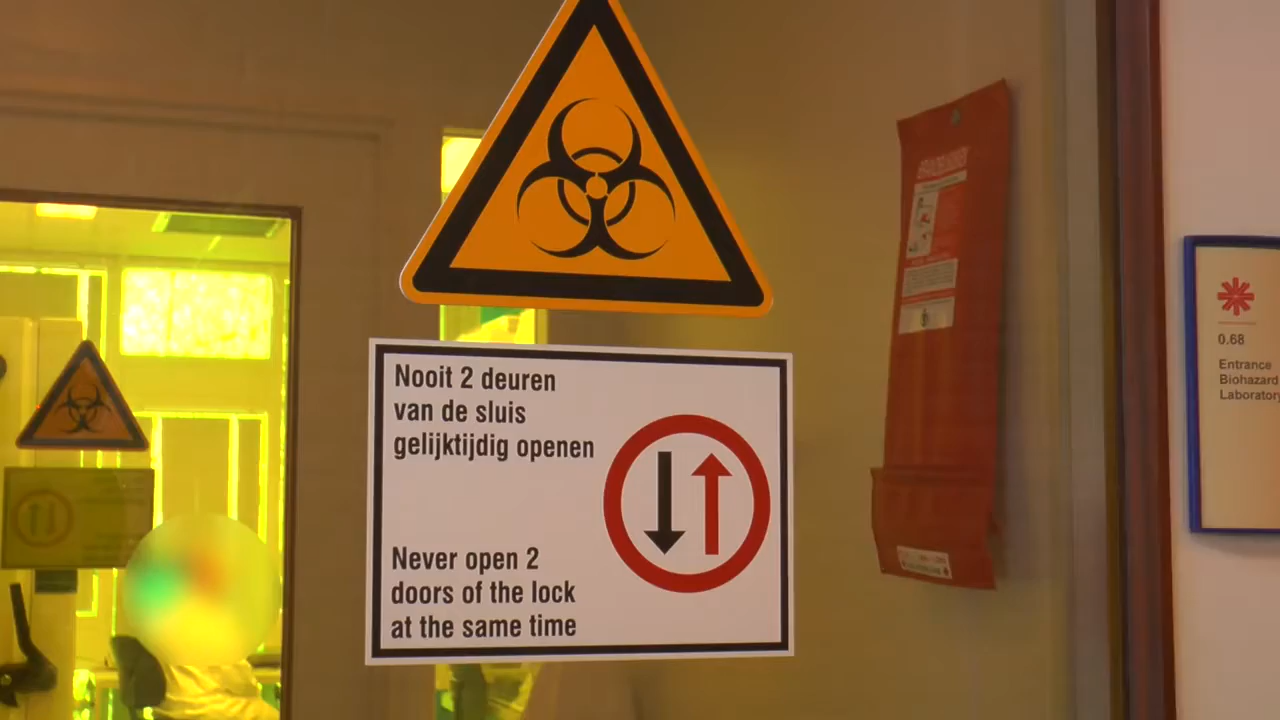 Nooit 2 deuren
van de sluis
gelijktijdig openen
Never open 2
doors of the lock
at the same time
0.68
Entrance
Biohazard
Laboratory